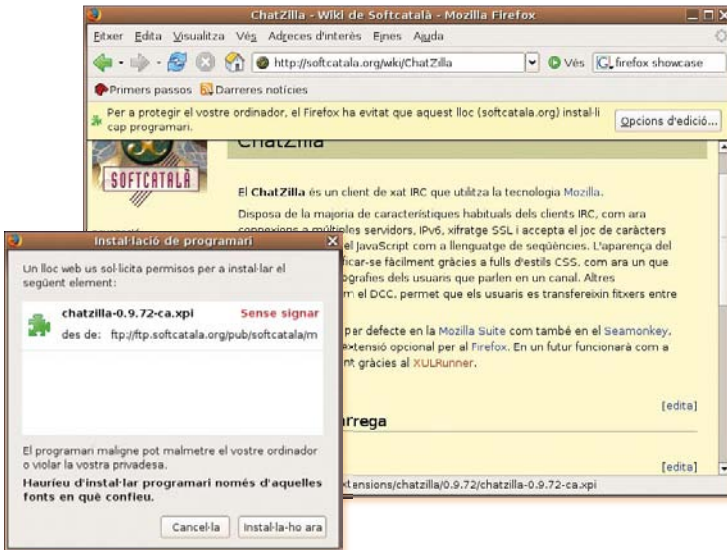 ChatZilla - Wiki de Softcatalà - Mozilla Firefox
Fitxer Edita Visualitza Vés Adreces d'interès Eines Ajuda
http://softcatala.org/wiki/ChatZilla Vés firefox showcase
Primers passos Darreres notícies
Per a protegir el vostre ordinador, el Firefox ha evitat que aquest lloc (softcatala.org) instal·li
cap programari.
Opcions d'edició...
ChatZilla
SOFTCATALÀ
El ChatZilla és un client de xat IRC que utilitza la tecnologia Mozilla.
Disposa de la majoria de característiques habituals dels clients IRC, com ara
connexions a múltiples servidors, IPv6, xifratge SSL i accepta el joc de caràcters
el JavaScript com a llenguatge de seqüències. L'aparença del
ficar-se fàcilment gràcies a fulls d'estils CSS, com ara un que
ografies dels usuaris que parlen en un canal. Altres
m el DCC, permet que els usuaris es transfereixin fitxers entre
per defecte en la Mozilla Suite com també en el Seamonkey.
extensió opcional per al Firefox. En un futur funcionarà com a
nt gràcies al XULRunner.
[edita]
rrega
[edita]
xtensions/chatzilla/0.9.72/chatzilla-0.9.72-ca.xpi
Instal·lació de programari
Un lloc web us sol·licita permisos per a instal·lar el
següent element:
chatzilla-0.9.72-ca.xpi Sense signar
des de: ftp://ftp.softcatala.org/pub/softcatala/m
El programari maligne pot malmetre el vostre ordinador
o violar la vostra privadesa.
Hauríeu d'instal·lar programari només d'aquelles
fonts en què confieu.
Cancel·la Instal·la-ho ara